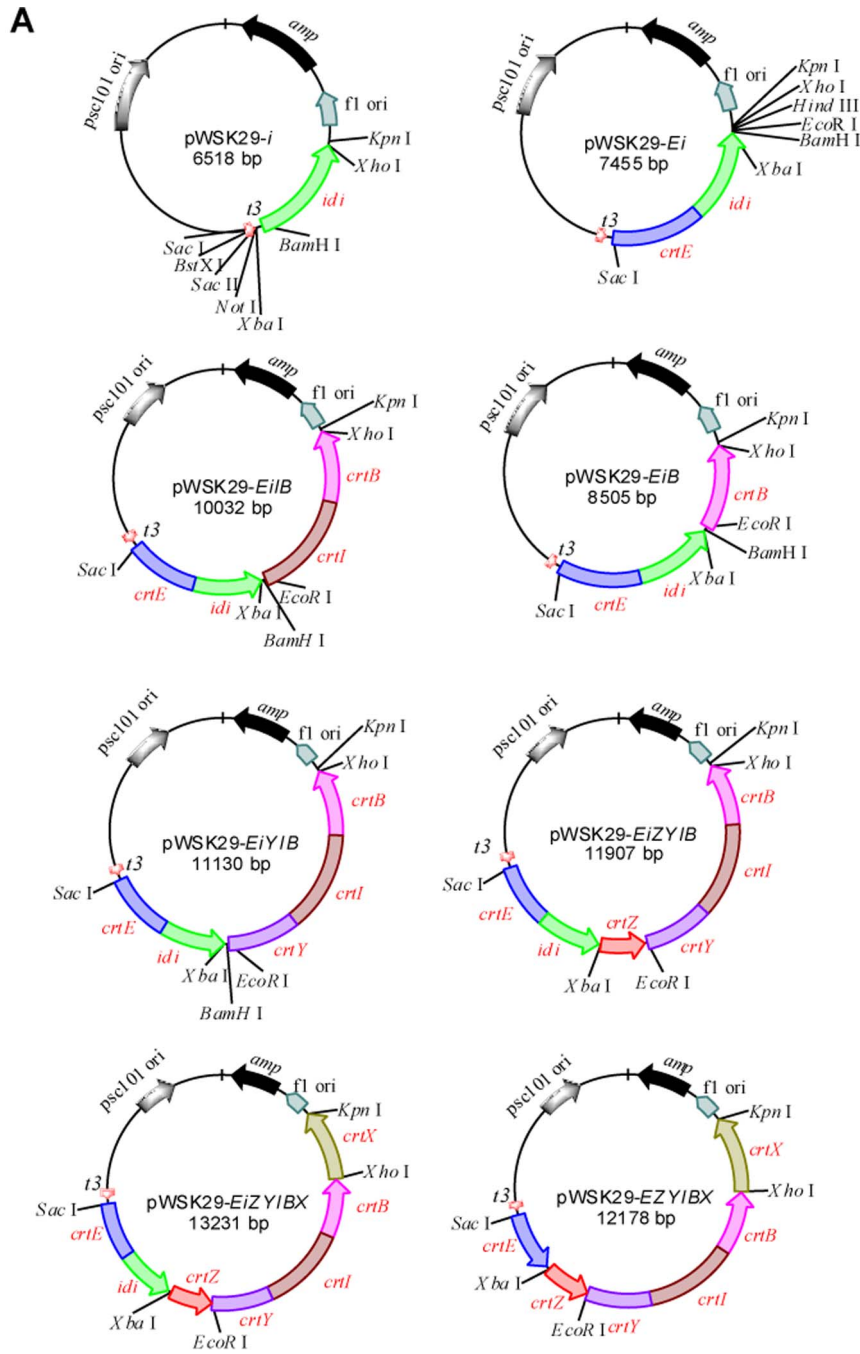 A
amp
psc101 ori
f1 ori
pWSK29-i
6518 bp
Kpn I
Xho I
idi
t3
BamH I
Sac I
BstX I
Sac II
Not I
Xba I
amp
psc101 ori
f1 ori
Kpn I
Xho I
Hind III
EcoR I
BamH I
pWSK29-Ei
7455 bp
Xba I
idi
t3
crtE
Sac I
amp
psc101 ori
f1 ori
Kpn I
Xho I
crtB
pWSK29-EiIB
10032 bp
t3
Sac I
crtI
crtE
idi
Xba I
EcoR I
BamH I
amp
psc101 ori
f1 ori
Kpn I
Xho I
pWSK29-EiB
8505 bp
crtB
EcoR I
BamH I
t3
idi
Xba I
Sac I
crtE
amp
psc101 ori
f1 ori
Kpn I
Xho I
crtB
pWSK29-EiYIB
11130 bp
t3
Sac I
crtI
crtE
idi
crtY
Xba I
EcoR I
BamH I
amp
psc101 ori
f1 ori
Kpn I
Xho I
crtB
pWSK29-EiZYIB
11907 bp
t3
Sac I
crtI
crtE
idi
crtZ
crtY
Xba I
EcoR I
amp
psc101 ori
f1 ori
Kpn I
crtX
Xho I
pWSK29-EiZYIBX
13231 bp
t3
Sac I
crtB
crtE
idi
crtZ
crtI
Xba I
crtY
EcoR I
amp
psc101 ori
f1 ori
Kpn I
crtX
Xho I
pWSK29-EZYIBX
12178 bp
t3
Sac I
crtB
crtE
Xba I
crtZ
crtI
EcoR I
crtY